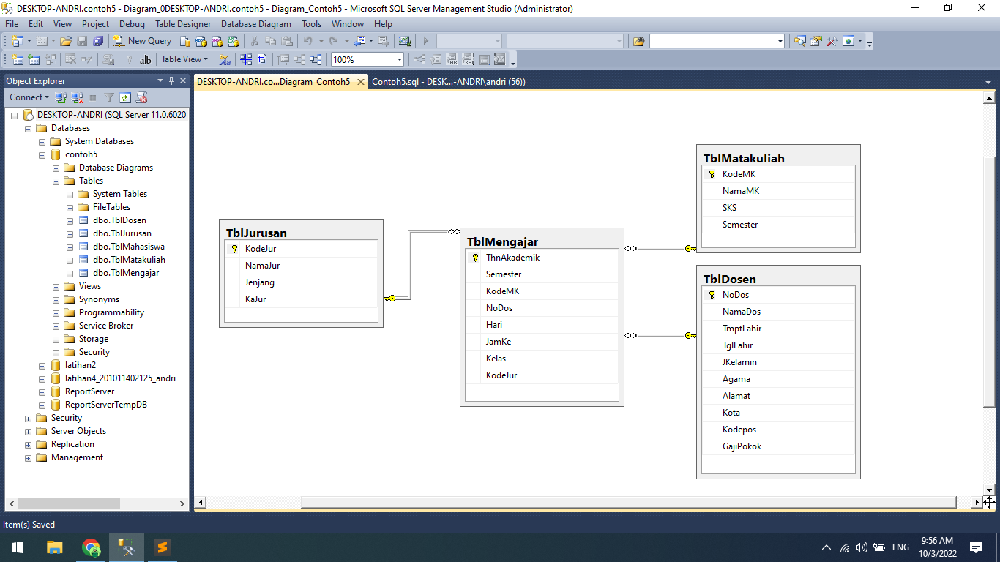 DESKTOP-ANDRI.contoh5 - Diagram_0DESKTOP-ANDRI.contoh5 - Diagram_Contoh5 - Microsoft SQL Server Management Studio (Administrator)
File Edit View Project Debug Table Designer Database Diagram Tools Window Help
New Query
ab Table View 100%
Object Explorer
Connect
DESKTOP-ANDRI (SQL Server 11.0.6020
Databases
System Databases
contoh5
Database Diagrams
Tables
System Tables
FileTables
dbo.TblDosen
dbo.TblJurusan
dbo.TblMahasiswa
dbo.TblMatakuliah
dbo.TblMengajar
Views
Synonyms
Programmability
Service Broker
Storage
Security
latihan2
latihan4_201011402125_andri
ReportServer
ReportServerTempDB
Security
Server Objects
Replication
Management
DESKTOP-ANDRI.co...Diagram_Contoh5
Contoh5.sql - DESK...-ANDRI\andri (56))
TblJurusan
KodeJur
NamaJur
Jenjang
KaJur
TblMengajar
ThnAkademik
Semester
KodeMK
NoDos
Hari
JamKe
Kelas
KodeJur
TblMatakuliah
KodeMK
NamaMK
SKS
Semester
TblDosen
NoDos
NamaDos
TmptLahir
TglLahir
JKelamin
Agama
Alamat
Kota
Kodepos
GajiPokok
Item(s) Saved
ENG
9:56 AM
10/3/2022